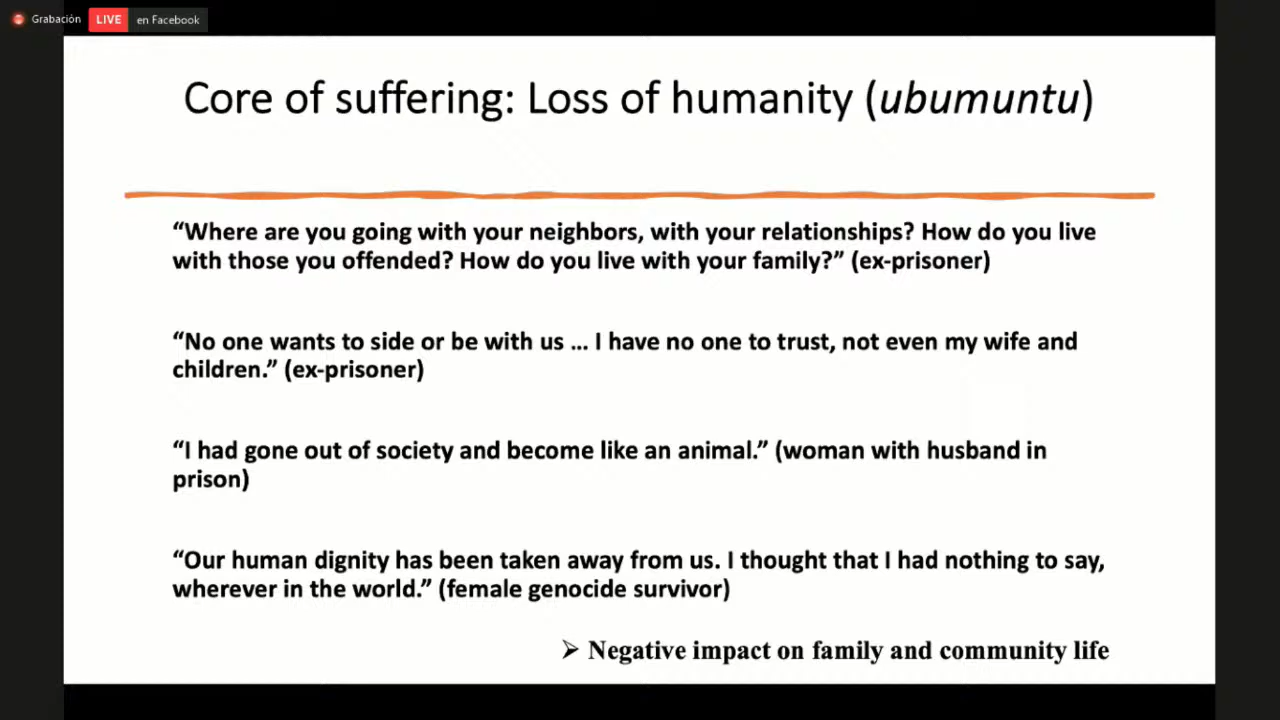 Grabación LIVE en Facebook
Core of suffering: Loss of humanity (ubumuntu)
“Where are you going with your neighbors, with your relationships? How do you live
with those you offended? How do you live with your family?” (ex-prisoner)
“No one wants to side or be with us ... I have no one to trust, not even my wife and
children.” (ex-prisoner)
“I had gone out of society and become like an animal.” (woman with husband in
prison)
“Our human dignity has been taken away from us. I thought that I had nothing to say,
wherever in the world.” (female genocide survivor)
➢ Negative impact on family and community life